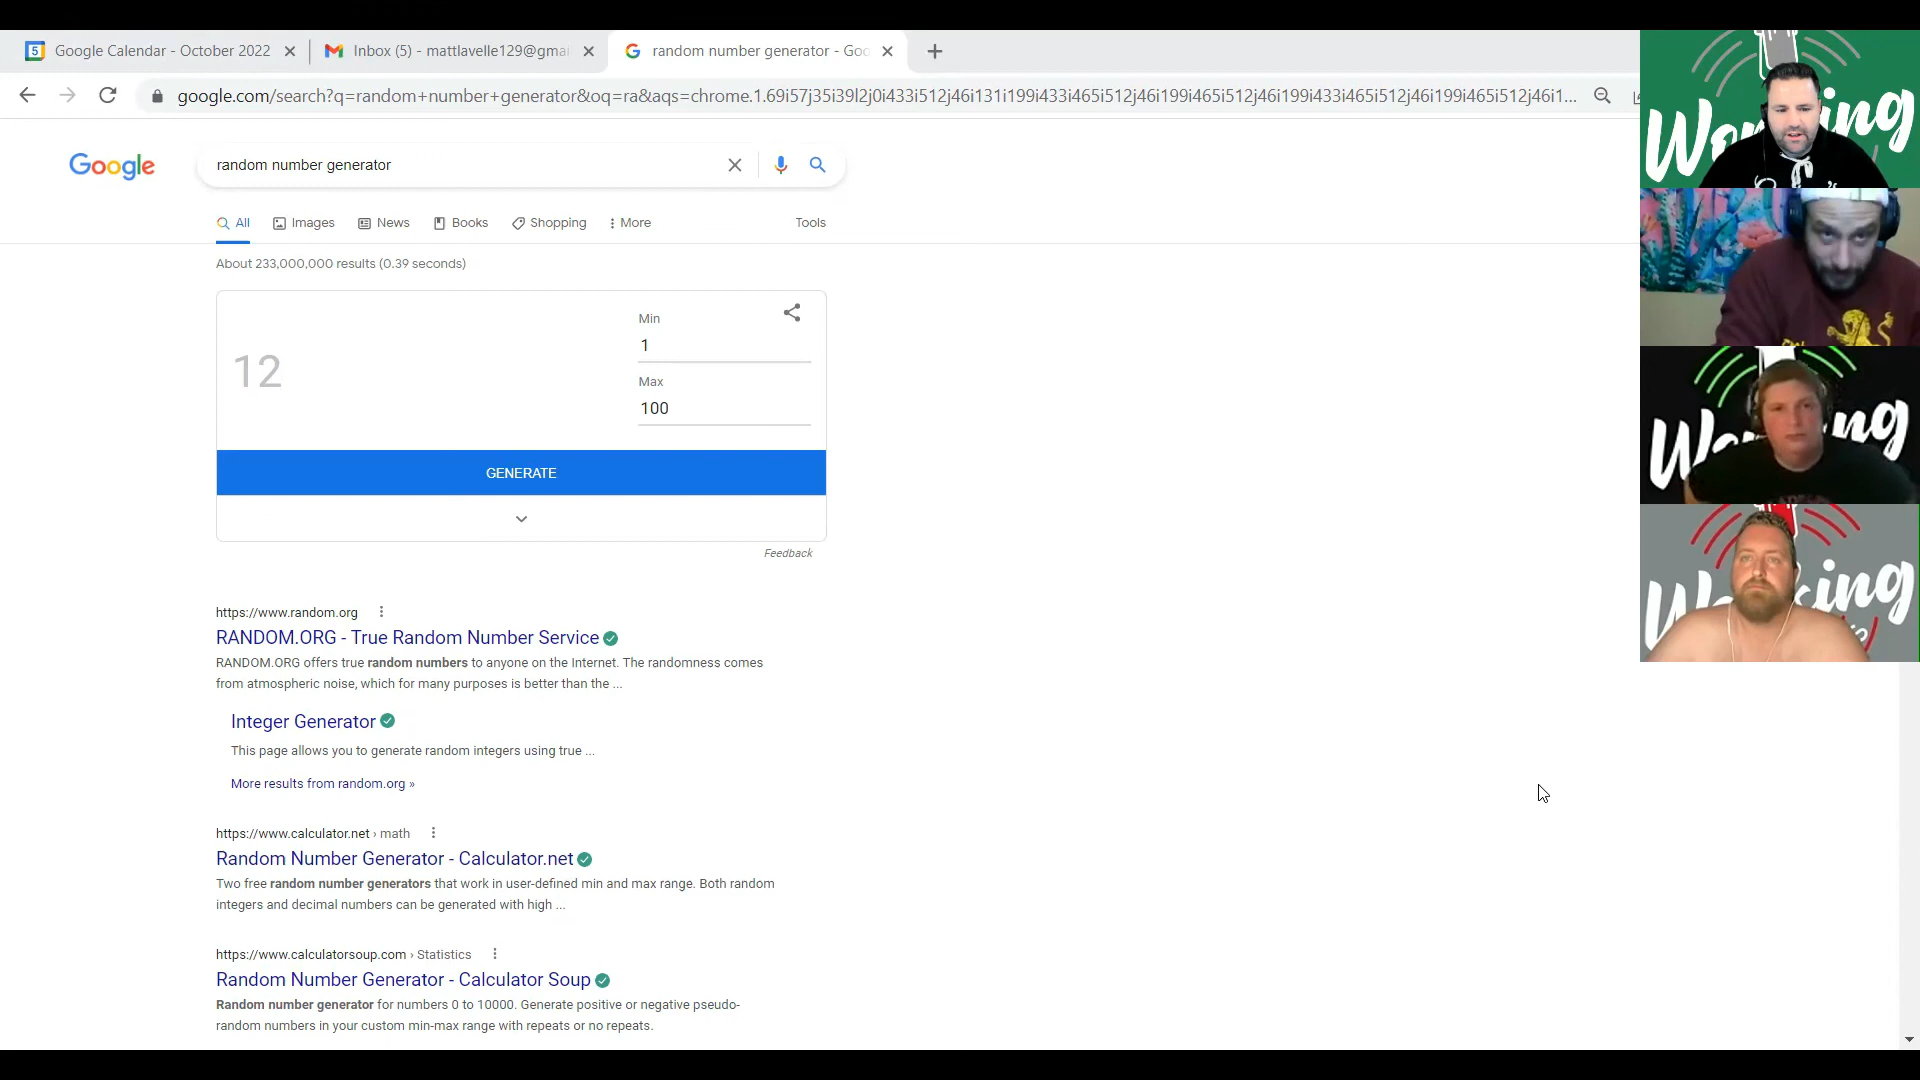 Google Calendar - October 2022
Inbox (5) - mattlavelle129@gmai
random number generator - Goo
google.com/search?q=random+number+generator&oq=ra&aqs=chrome.1.69i57j35i39l2j0i433i512j46i131i199i433i465i512j46i199i465i512j46i199i433i465i512j46i199i465i512j46i1...
Google
random number generator
All
Images
News
Books
Shopping
More
Tools
About 233,000,000 results (0.39 seconds)
12
Min
1
Max
100
GENERATE
Feedback
https://www.random.org
RANDOM.ORG - True Random Number Service
RANDOM.ORG offers true random numbers to anyone on the Internet. The randomness comes
from atmospheric noise, which for many purposes is better than the ...
Integer Generator
This page allows you to generate random integers using true ...
More results from random.org »
https://www.calculator.net › math
Random Number Generator - Calculator.net
Two free random number generators that work in user-defined min and max range. Both random
integers and decimal numbers can be generated with high ...
https://www.calculatorsoup.com › Statistics
Random Number Generator - Calculator Soup
Random number generator for numbers 0 to 10000. Generate positive or negative pseudo-
random numbers in your custom min-max range with repeats or no repeats.